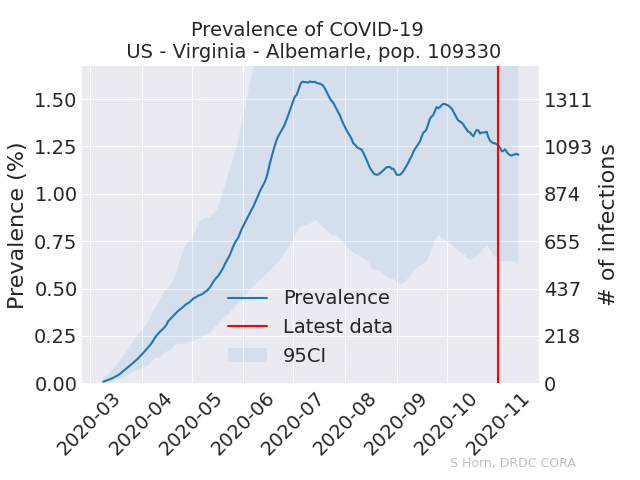 Prevalence of COVID-19
US - Virginia - Albemarle, pop. 109330
Prevalence (%)
1.50
1.25
1.00
0.75
0.50
0.25
0.00
1311
1093
874
655
437
218
0
# of infections
Prevalence
Latest data
95CI
2020-03
2020-04
2020-05
2020-06
2020-07
2020-08
2020-09
2020-10
2020-11
S Horn, DRDC CORA